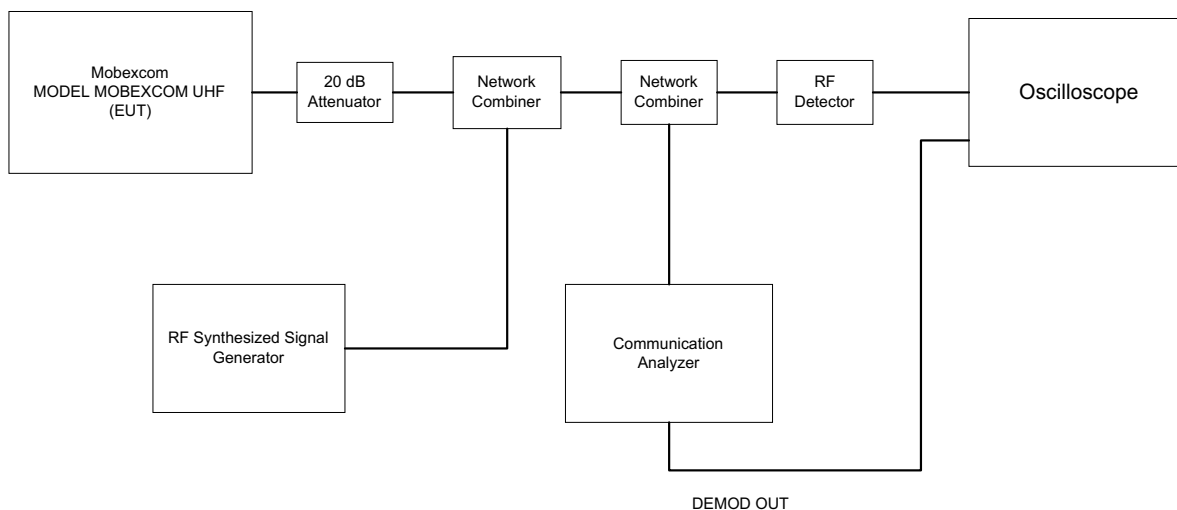 Mobexcom
MODEL MOBEXCOM UHF
(EUT)
20 dB
Attenuator
Network
Combiner
Network
Combiner
RF
Detector
Oscilloscope
RF Synthesized Signal
Generator
Communication
Analyzer
DEMOD OUT